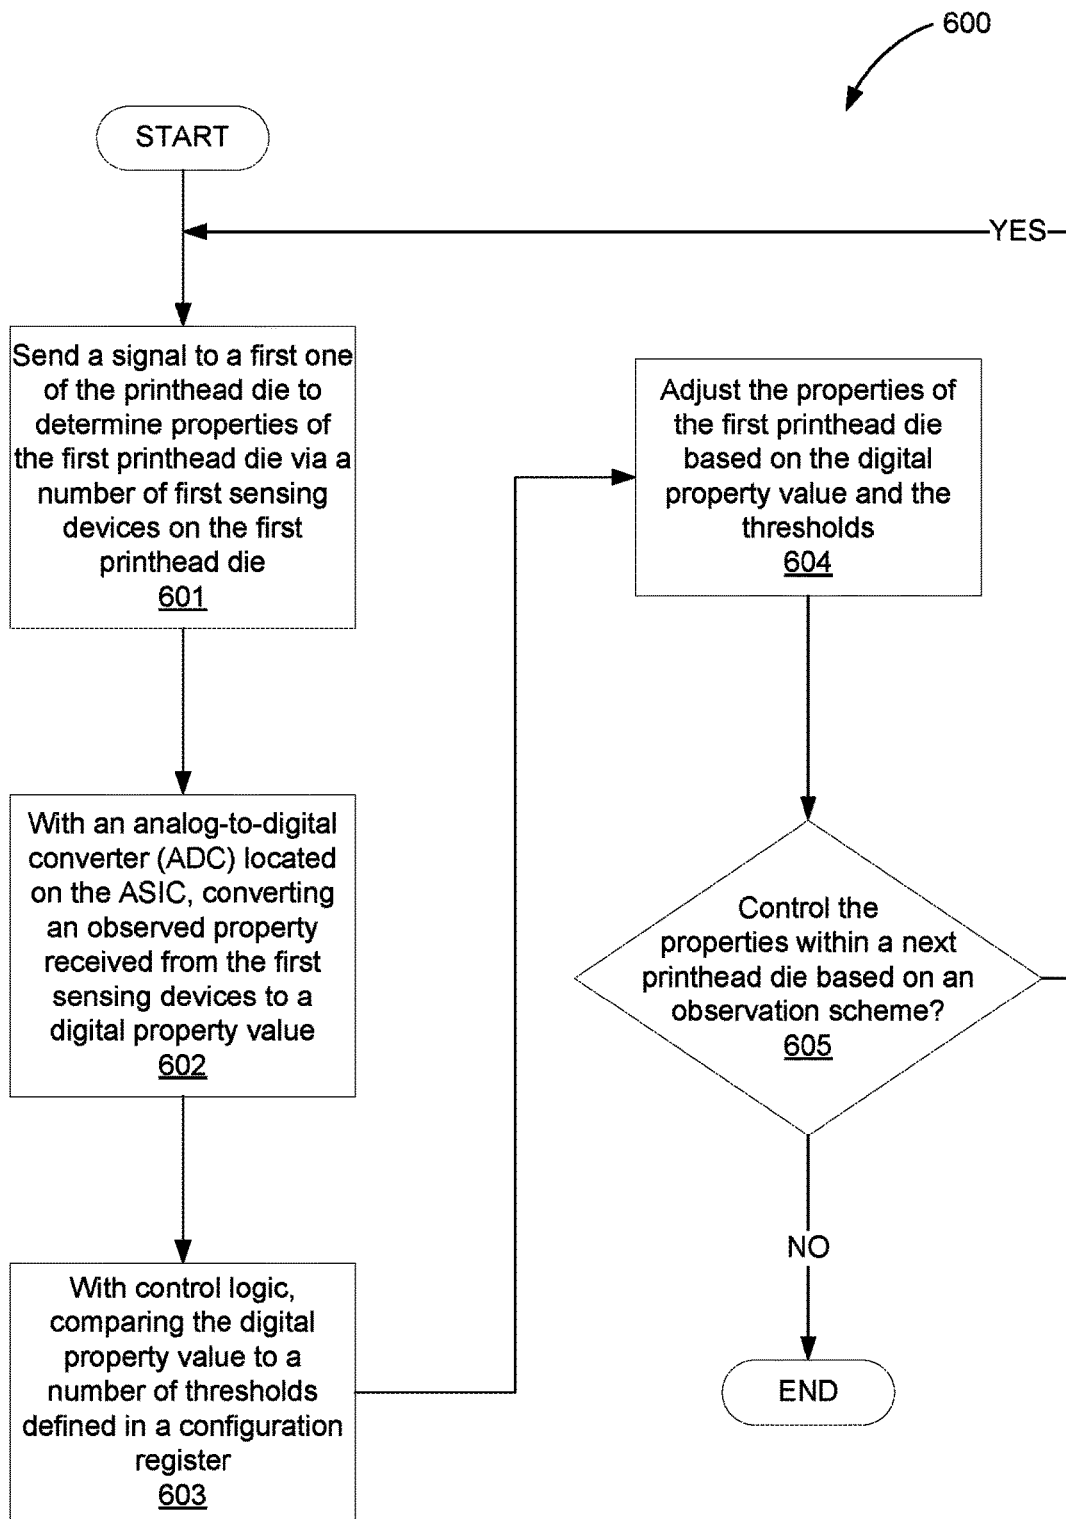 600
START
YES
Send a signal to a first one
of the printhead die to
determine properties of
the first printhead die via a
number of first sensing
devices on the first
printhead die
601
With an analog-to-digital
converter (ADC) located
on the ASIC, converting
an observed property
received from the first
sensing devices to a
digital property value
602
With control logic,
comparing the digital
property value to a
number of thresholds
defined in a configuration
register
603
Adjust the properties of
the first printhead die
based on the digital
property value and the
thresholds
604
Control the
properties within a next
printhead die based on an
observation scheme?
605
NO
END